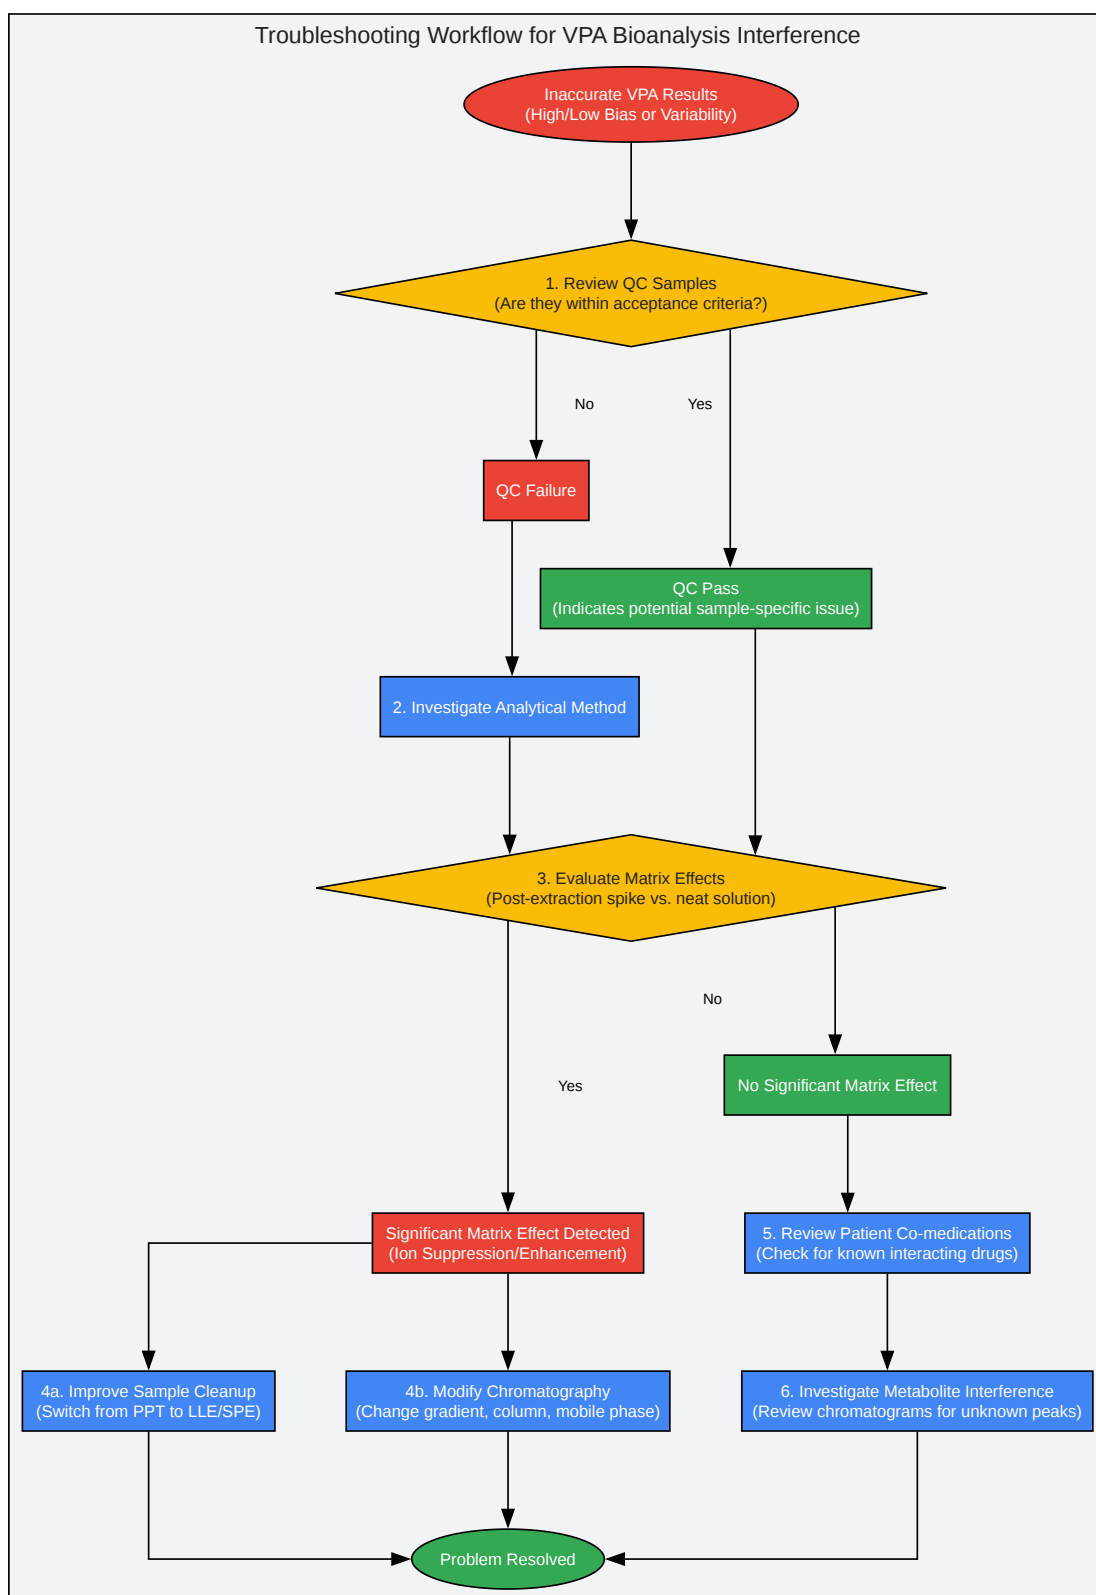 Troubleshooting Workflow for VPA Bioanalysis Interference
Inaccurate VPA Results
(High/Low Bias or Variability)
1. Review QC Samples
(Are they within acceptance criteria?)
No
Yes
QC Failure
QC Pass
(Indicates potential sample-specific issue)
2. Investigate Analytical Method
3. Evaluate Matrix Effects
(Post-extraction spike vs. neat solution)
No
Yes
No Significant Matrix Effect
Significant Matrix Effect Detected
(Ion Suppression/Enhancement)
5. Review Patient Co-medications
(Check for known interacting drugs)
4a. Improve Sample Cleanup
(Switch from PPT to LLE/SPE)
4b. Modify Chromatography
(Change gradient, column, mobile phase)
6. Investigate Metabolite Interference
(Review chromatograms for unknown peaks)
Problem Resolved